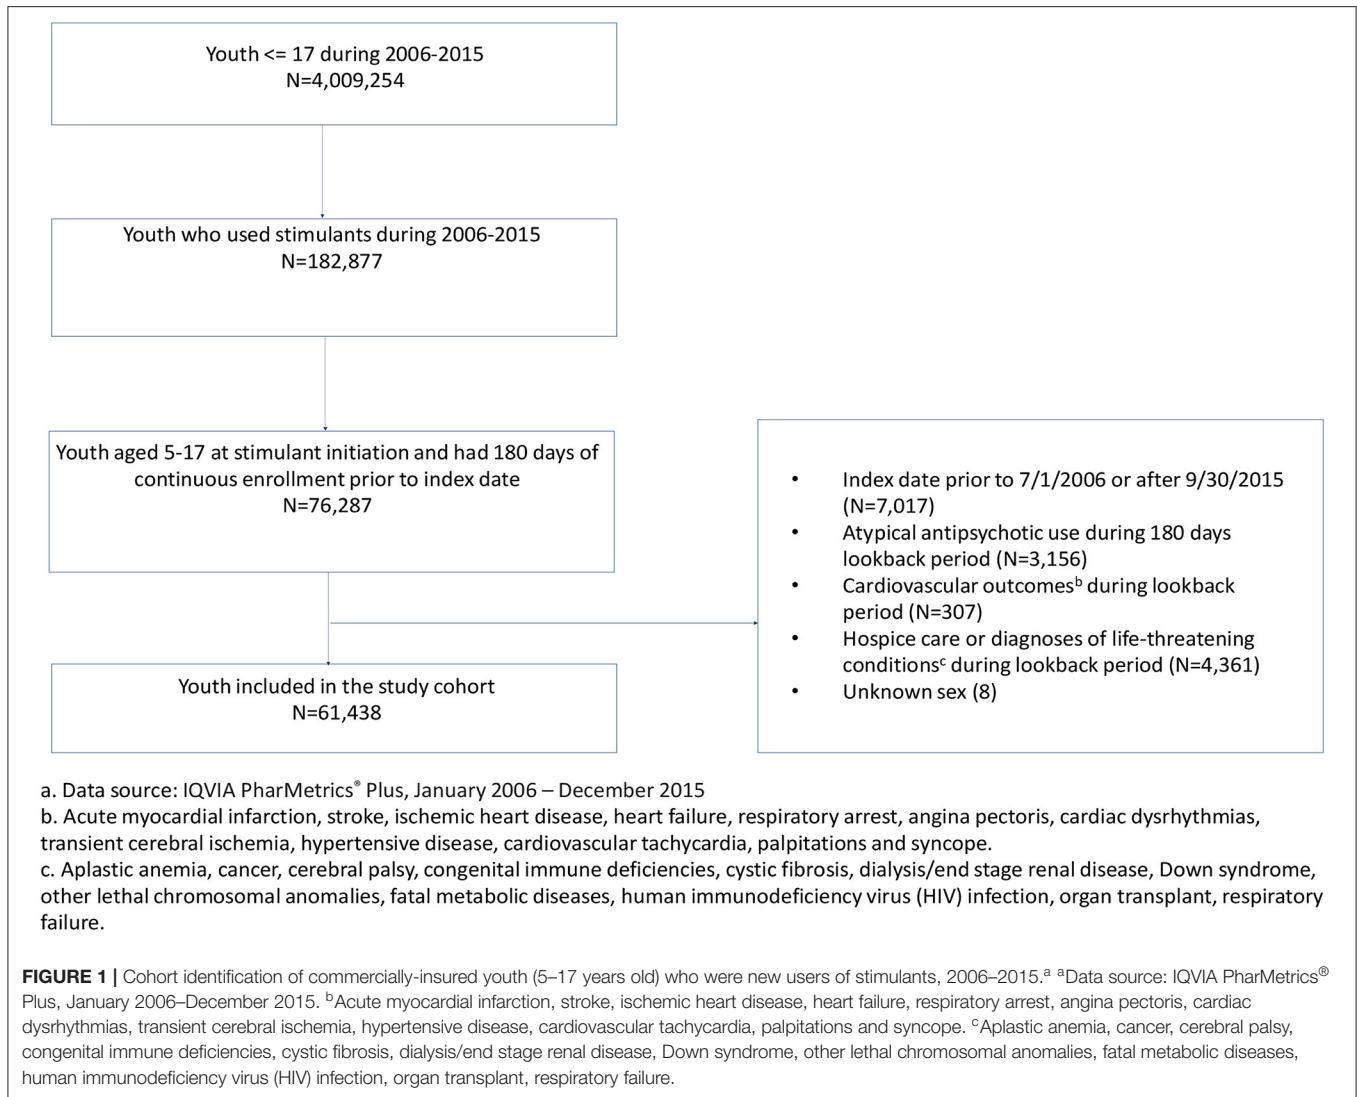 Youth <= 17 during 2006-2015
N=4,009,254
Youth who used stimulants during 2006-2015
N=182,877
Youth aged 5-17 at stimulant initiation and had 180 days of
continuous enrollment prior to index date
N=76,287
• Index date prior to 7/1/2006 or after 9/30/2015
(N=7,017)
• Atypical antipsychotic use during 180 days
lookback period (N=3,156)
• Cardiovascular outcomesᵇ during lookback
period (N=307)
• Hospice care or diagnoses of life-threatening
conditionsᶜ during lookback period (N=4,361)
• Unknown sex (8)
Youth included in the study cohort
N=61,438
a. Data source: IQVIA PharMetrics® Plus, January 2006 – December 2015
b. Acute myocardial infarction, stroke, ischemic heart disease, heart failure, respiratory arrest, angina pectoris, cardiac dysrhythmias,
transient cerebral ischemia, hypertensive disease, cardiovascular tachycardia, palpitations and syncope.
c. Aplastic anemia, cancer, cerebral palsy, congenital immune deficiencies, cystic fibrosis, dialysis/end stage renal disease, Down syndrome,
other lethal chromosomal anomalies, fatal metabolic diseases, human immunodeficiency virus (HIV) infection, organ transplant, respiratory
failure.
FIGURE 1 | Cohort identification of commercially-insured youth (5–17 years old) who were new users of stimulants, 2006–2015.ᵃ ᵃData source: IQVIA PharMetrics®
Plus, January 2006–December 2015. ᵇAcute myocardial infarction, stroke, ischemic heart disease, heart failure, respiratory arrest, angina pectoris, cardiac
dysrhythmias, transient cerebral ischemia, hypertensive disease, cardiovascular tachycardia, palpitations and syncope. ᶜAplastic anemia, cancer, cerebral palsy,
congenital immune deficiencies, cystic fibrosis, dialysis/end stage renal disease, Down syndrome, other lethal chromosomal anomalies, fatal metabolic diseases,
human immunodeficiency virus (HIV) infection, organ transplant, respiratory failure.